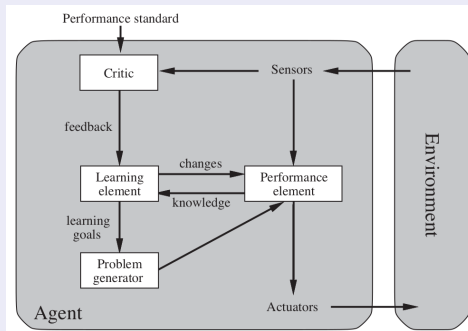 Performance standard
Critic
Sensors
feedback
changes
Learning
element
Performance
element
knowledge
learning
goals
Problem
generator
Agent
Actuators
Environment